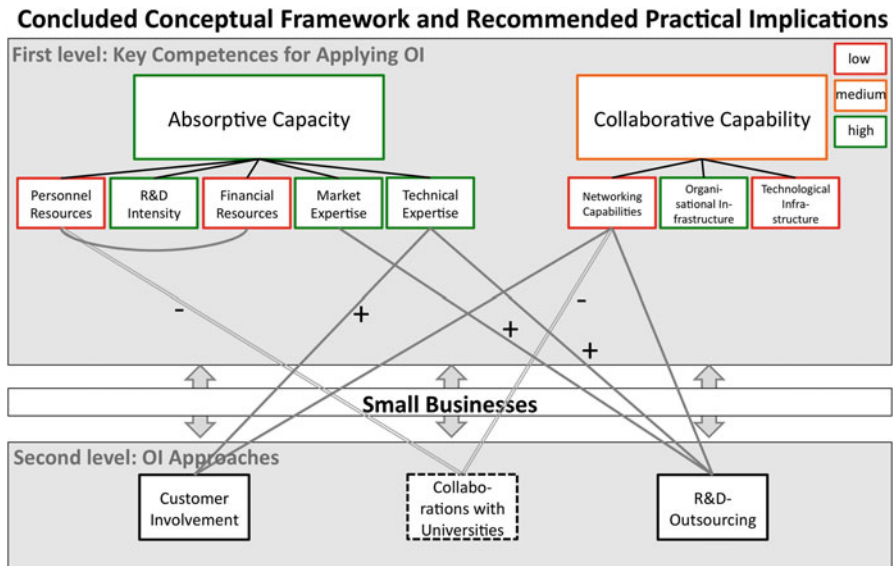 Concluded Conceptual Framework and Recommended Practical Implications
First level: Key Competences for Applying OI
low
medium
high
Absorptive Capacity
Collaborative Capability
Personnel
Resources
R&D
Intensity
Financial
Resources
Market
Expertise
Technical
Expertise
Networking
Capabilities
Organi-
sational In-
frastructure
Technological
Infra-
structure
-
+
+
-
+
Small Businesses
Second level: OI Approaches
Customer
Involvement
Collabo-
rations with
Universities
R&D-
Outsourcing